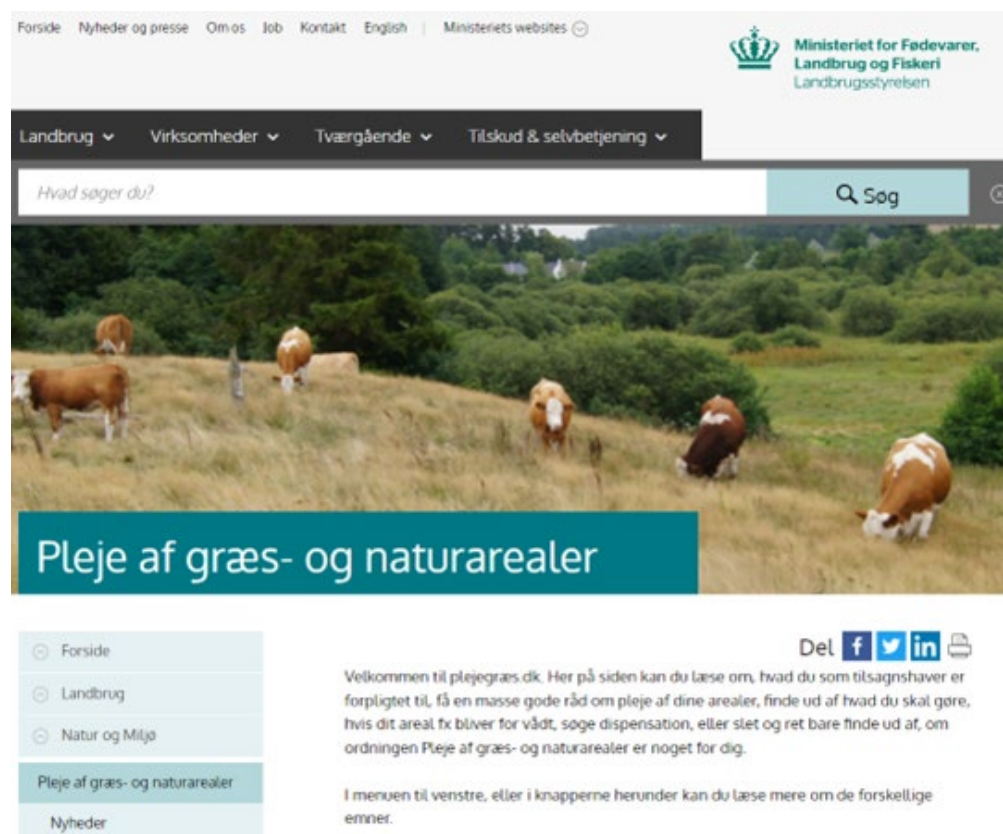 Forside Nyheder og presse Om os Job Kontakt English | Ministeriets websites
Ministeriet for Fødevarer,
Landbrug og Fiskeri
Landbrugsstyrelsen
Landbrug Virksomheder Tværgående Tilskud & selvbetjening
Hvad søger du?
Søg
Pleje af græs- og naturarealer
Forside
Landbrug
Natur og Miljø
Pleje af græs- og naturarealer
Nyheder
Del
Velkommen til plejegræs.dk. Her på siden kan du læse om, hvad du som tilsagnshaver er
forpligtet til, få en masse gode råd om pleje af dine arealer, finde ud af hvad du skal gøre,
hvis dit areal fx bliver for vådt, søge dispensation, eller slet og ret bare finde ud af, om
ordningen Pleje af græs- og naturarealer er noget for dig.
I menuen til venstre, eller i knapperne herunder kan du læse mere om de forskellige
emner.